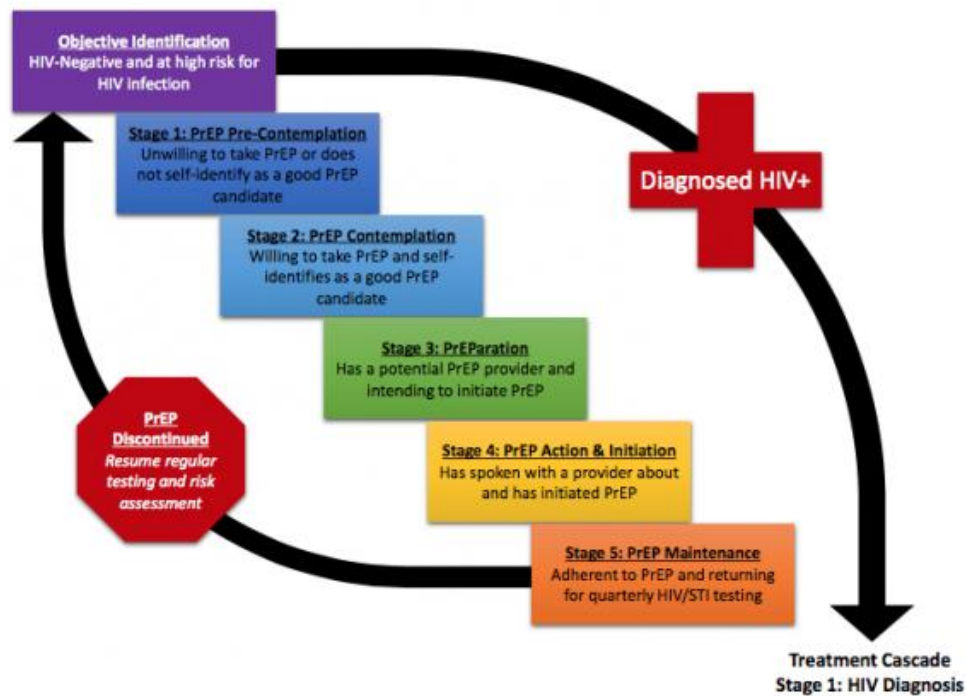 Objective Identification
HIV-Negative and at high risk for
HIV infection
Stage 1: PrEP Pre-Contemplation
Unwilling to take PrEP or does
not self-identify as a good PrEP
candidate
Diagnosed HIV+
Stage 2: PrEP Contemplation
Willing to take PrEP and self-
identifies as a good PrEP
candidate
Stage 3: PrEParation
Has a potential PrEP provider and
intending to initiate PrEP
PrEP
Discontinued
Resume regular
testing and risk
assessment
Stage 4: PrEP Action & Initiation
Has spoken with a provider about
and has initiated PrEP
Stage 5: PrEP Maintenance
Adherent to PrEP and returning
for quarterly HIV/STI testing
Treatment Cascade
Stage 1: HIV Diagnosis